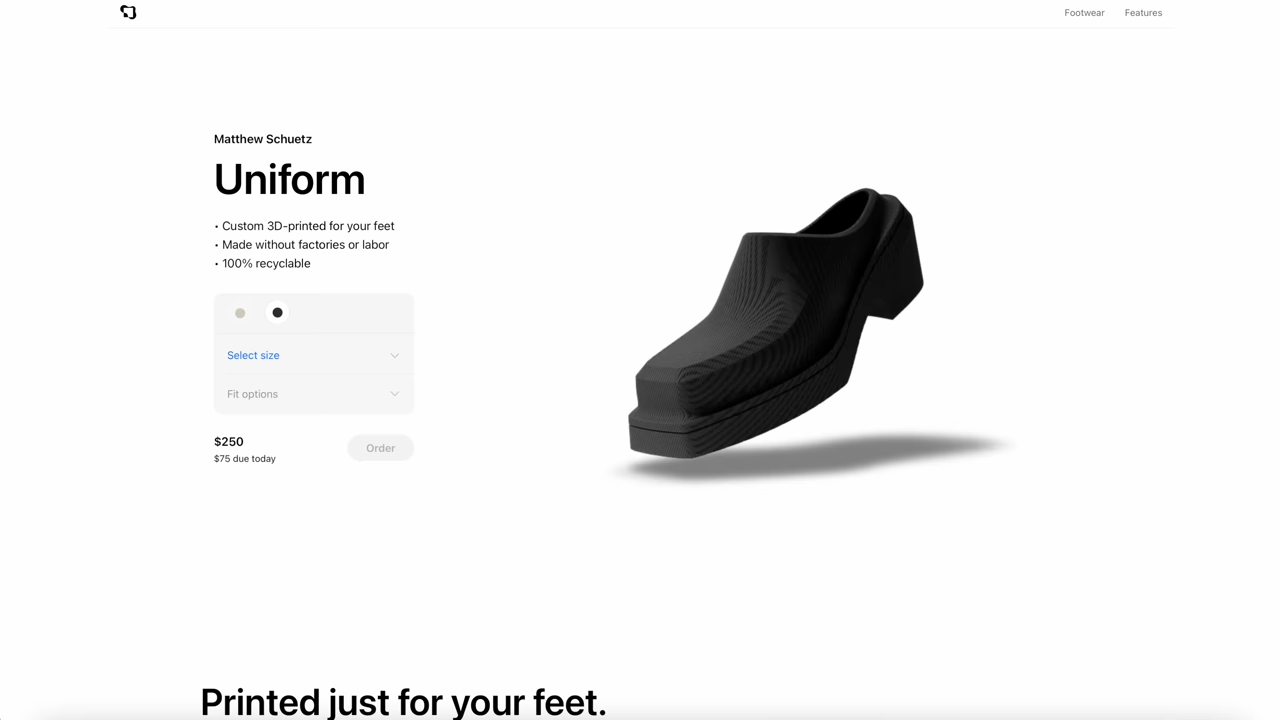 Footwear Features
Matthew Schuetz
Uniform
• Custom 3D-printed for your feet
• Made without factories or labor
• 100% recyclable
Select size
Fit options
$250
$75 due today
Order
Printed just for your feet.